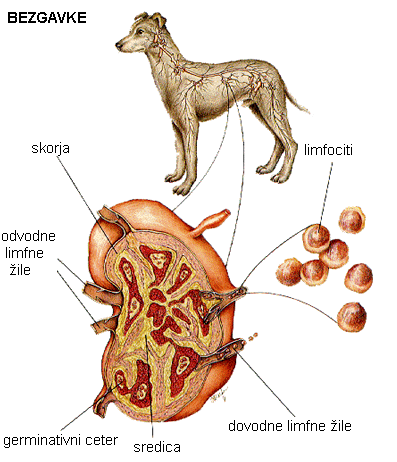 BEZGAVKE
skorja
limfociti
odvodne
limfne
žile
dovodne limfne žile
germinativni ceter
sredica